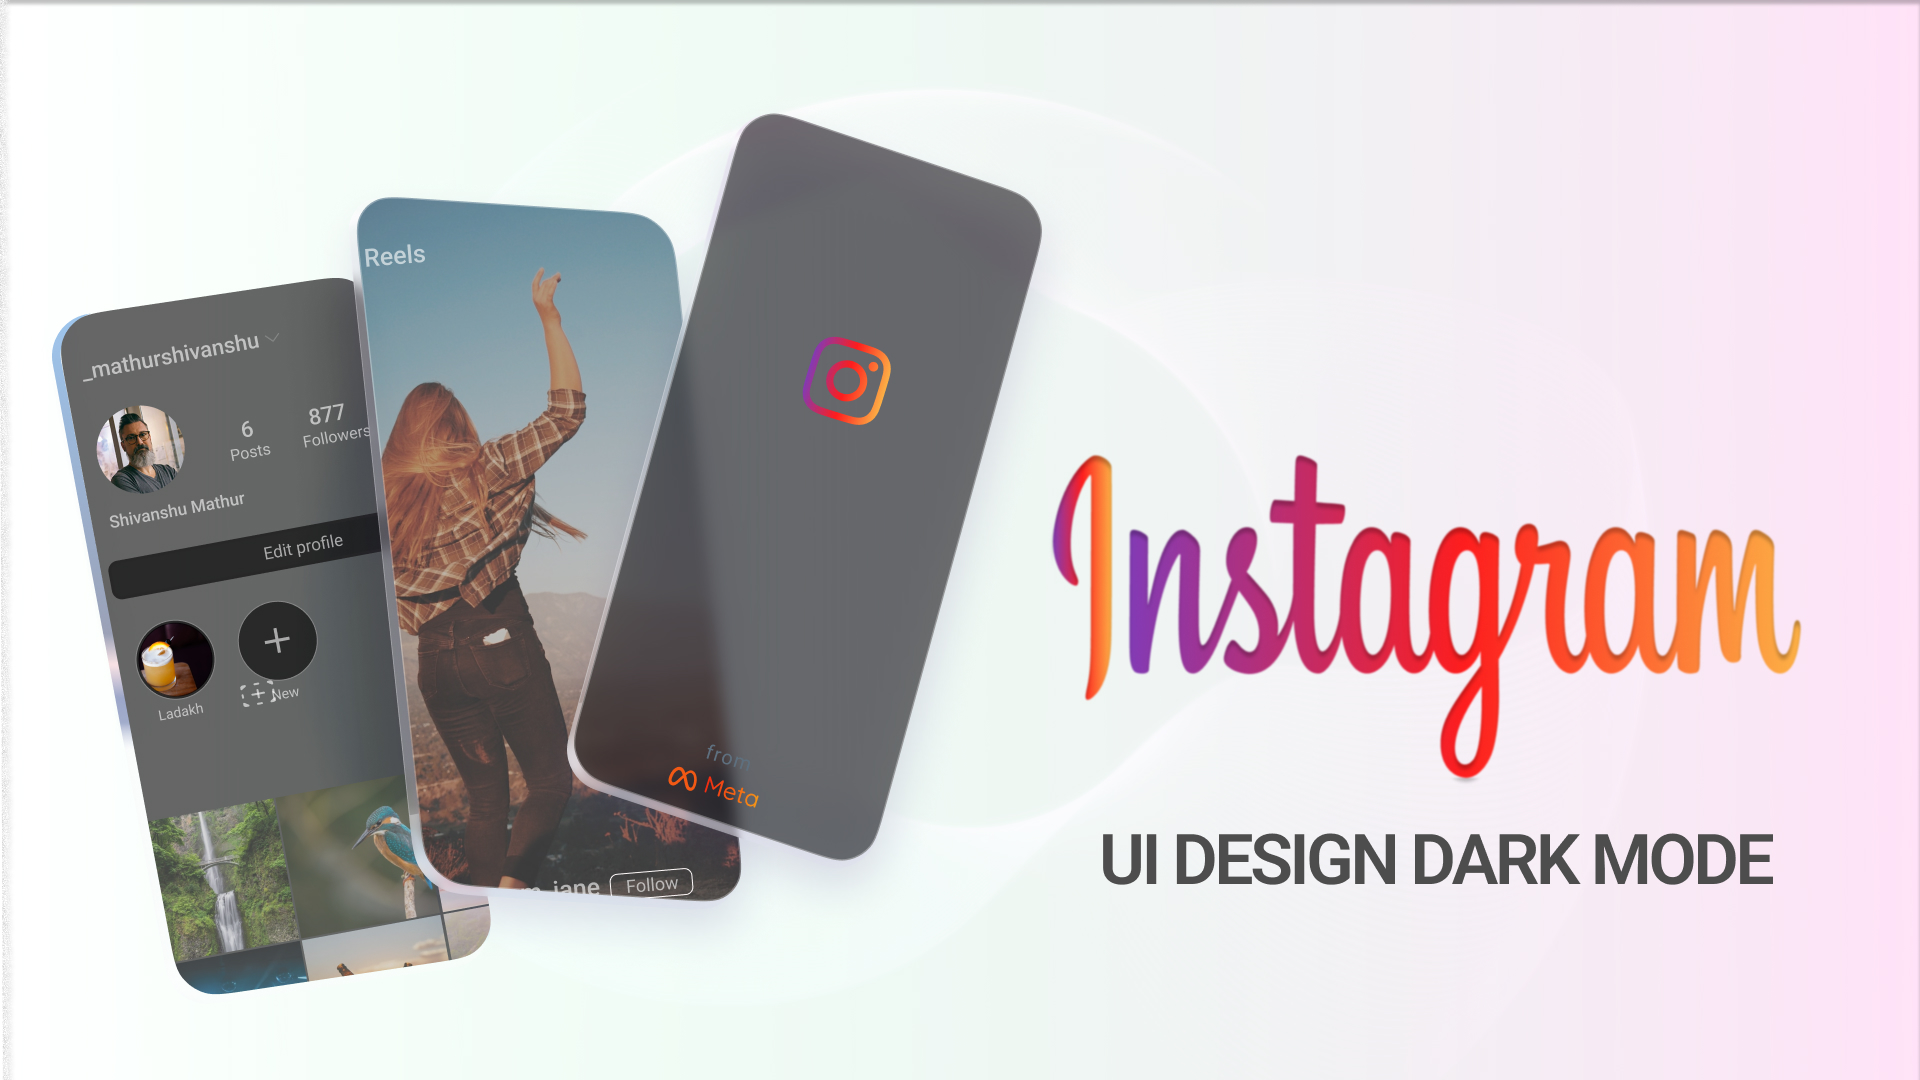 _mathurshivanshu
6
Posts
877
Followers
Shivanshu Mathur
Edit profile
Ladakh
New
Reels
jane
Follow
from
Meta
Instagram
UI DESIGN DARK MODE